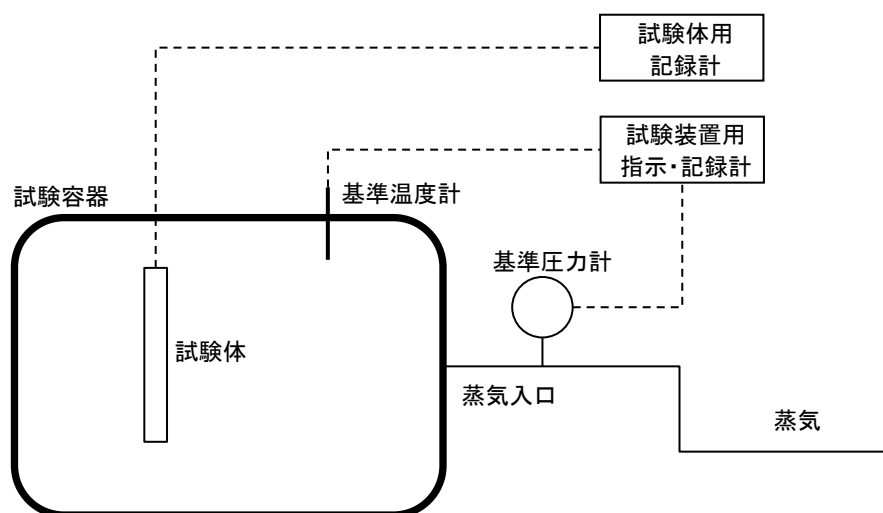 試験体用
記録計
試験装置用
指示・記録計
試験容器
基準温度計
基準圧力計
試験体
蒸気入口
蒸気